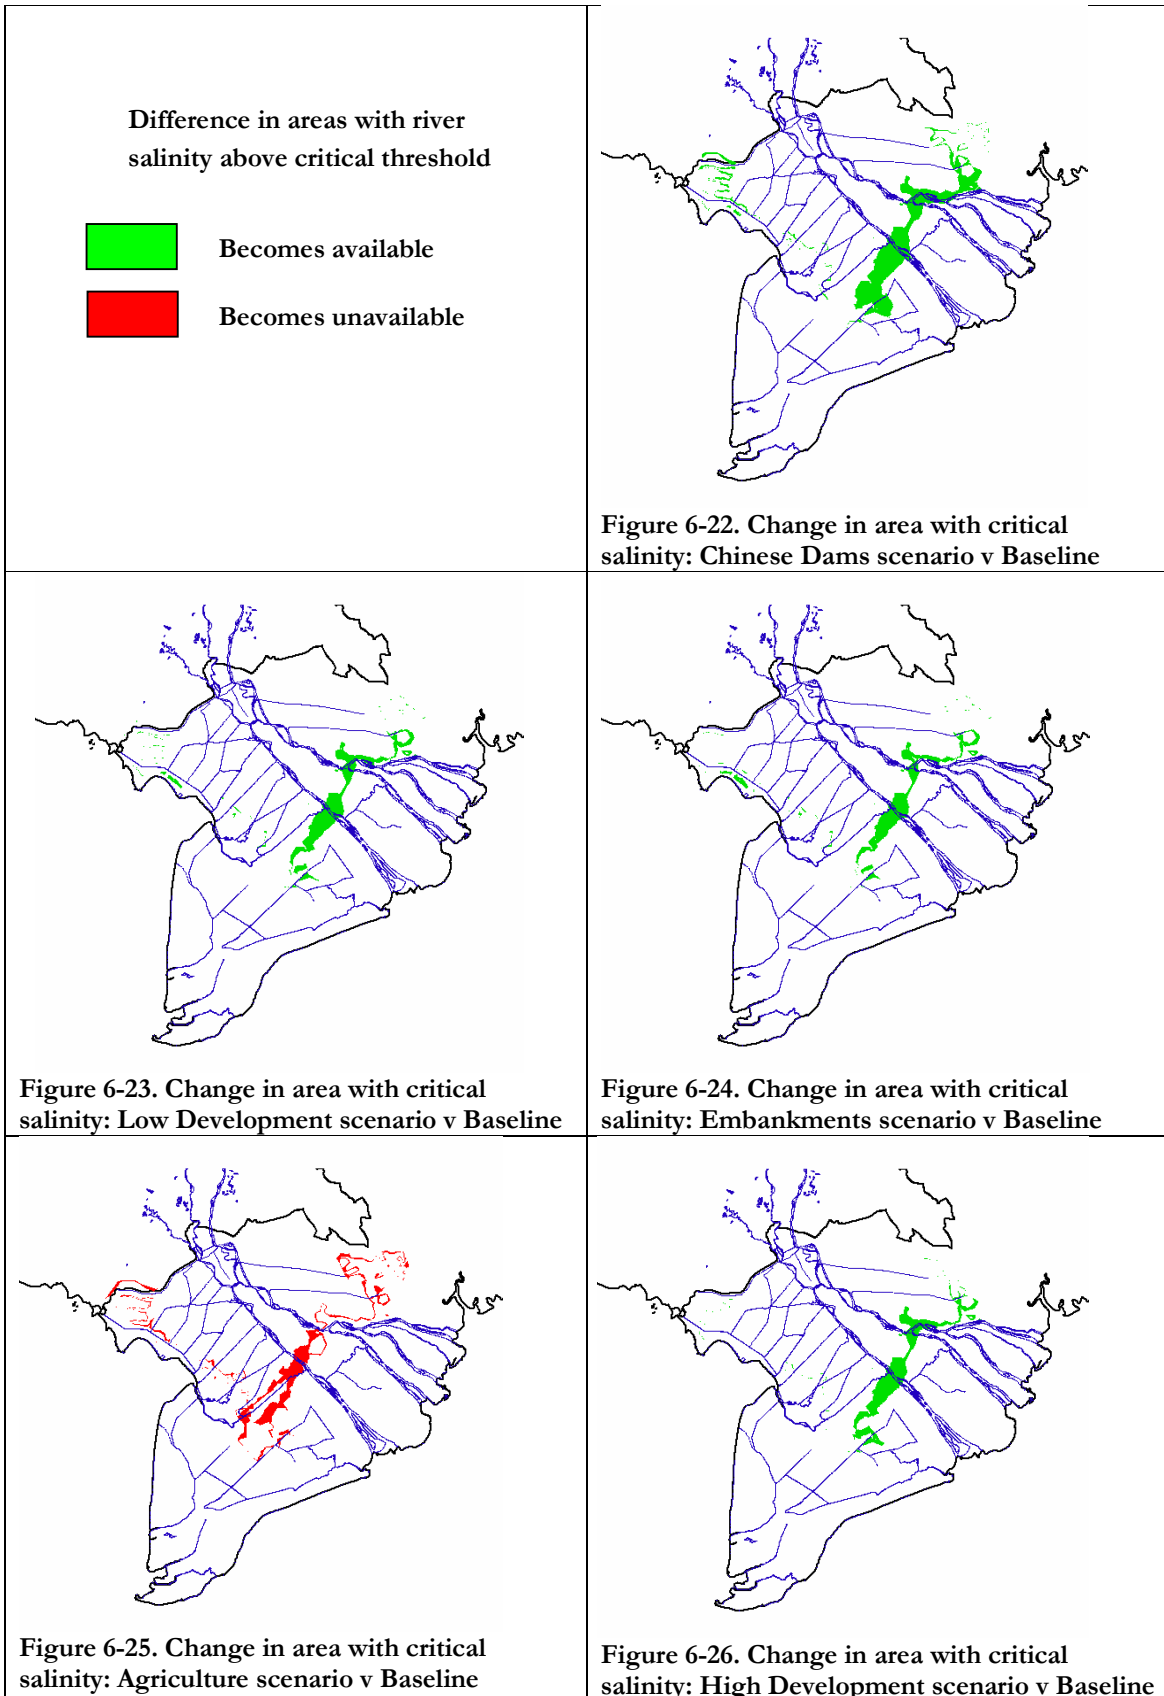 Difference in areas with river
salinity above critical threshold
Becomes available
Becomes unavailable
Figure 6-22. Change in area with critical
salinity: Chinese Dams scenario v Baseline
Figure 6-23. Change in area with critical
salinity: Low Development scenario v Baseline
Figure 6-24. Change in area with critical
salinity: Embankments scenario v Baseline
Figure 6-25. Change in area with critical
salinity: Agriculture scenario v Baseline
Figure 6-26. Change in area with critical
salinity: High Development scenario v Baseline